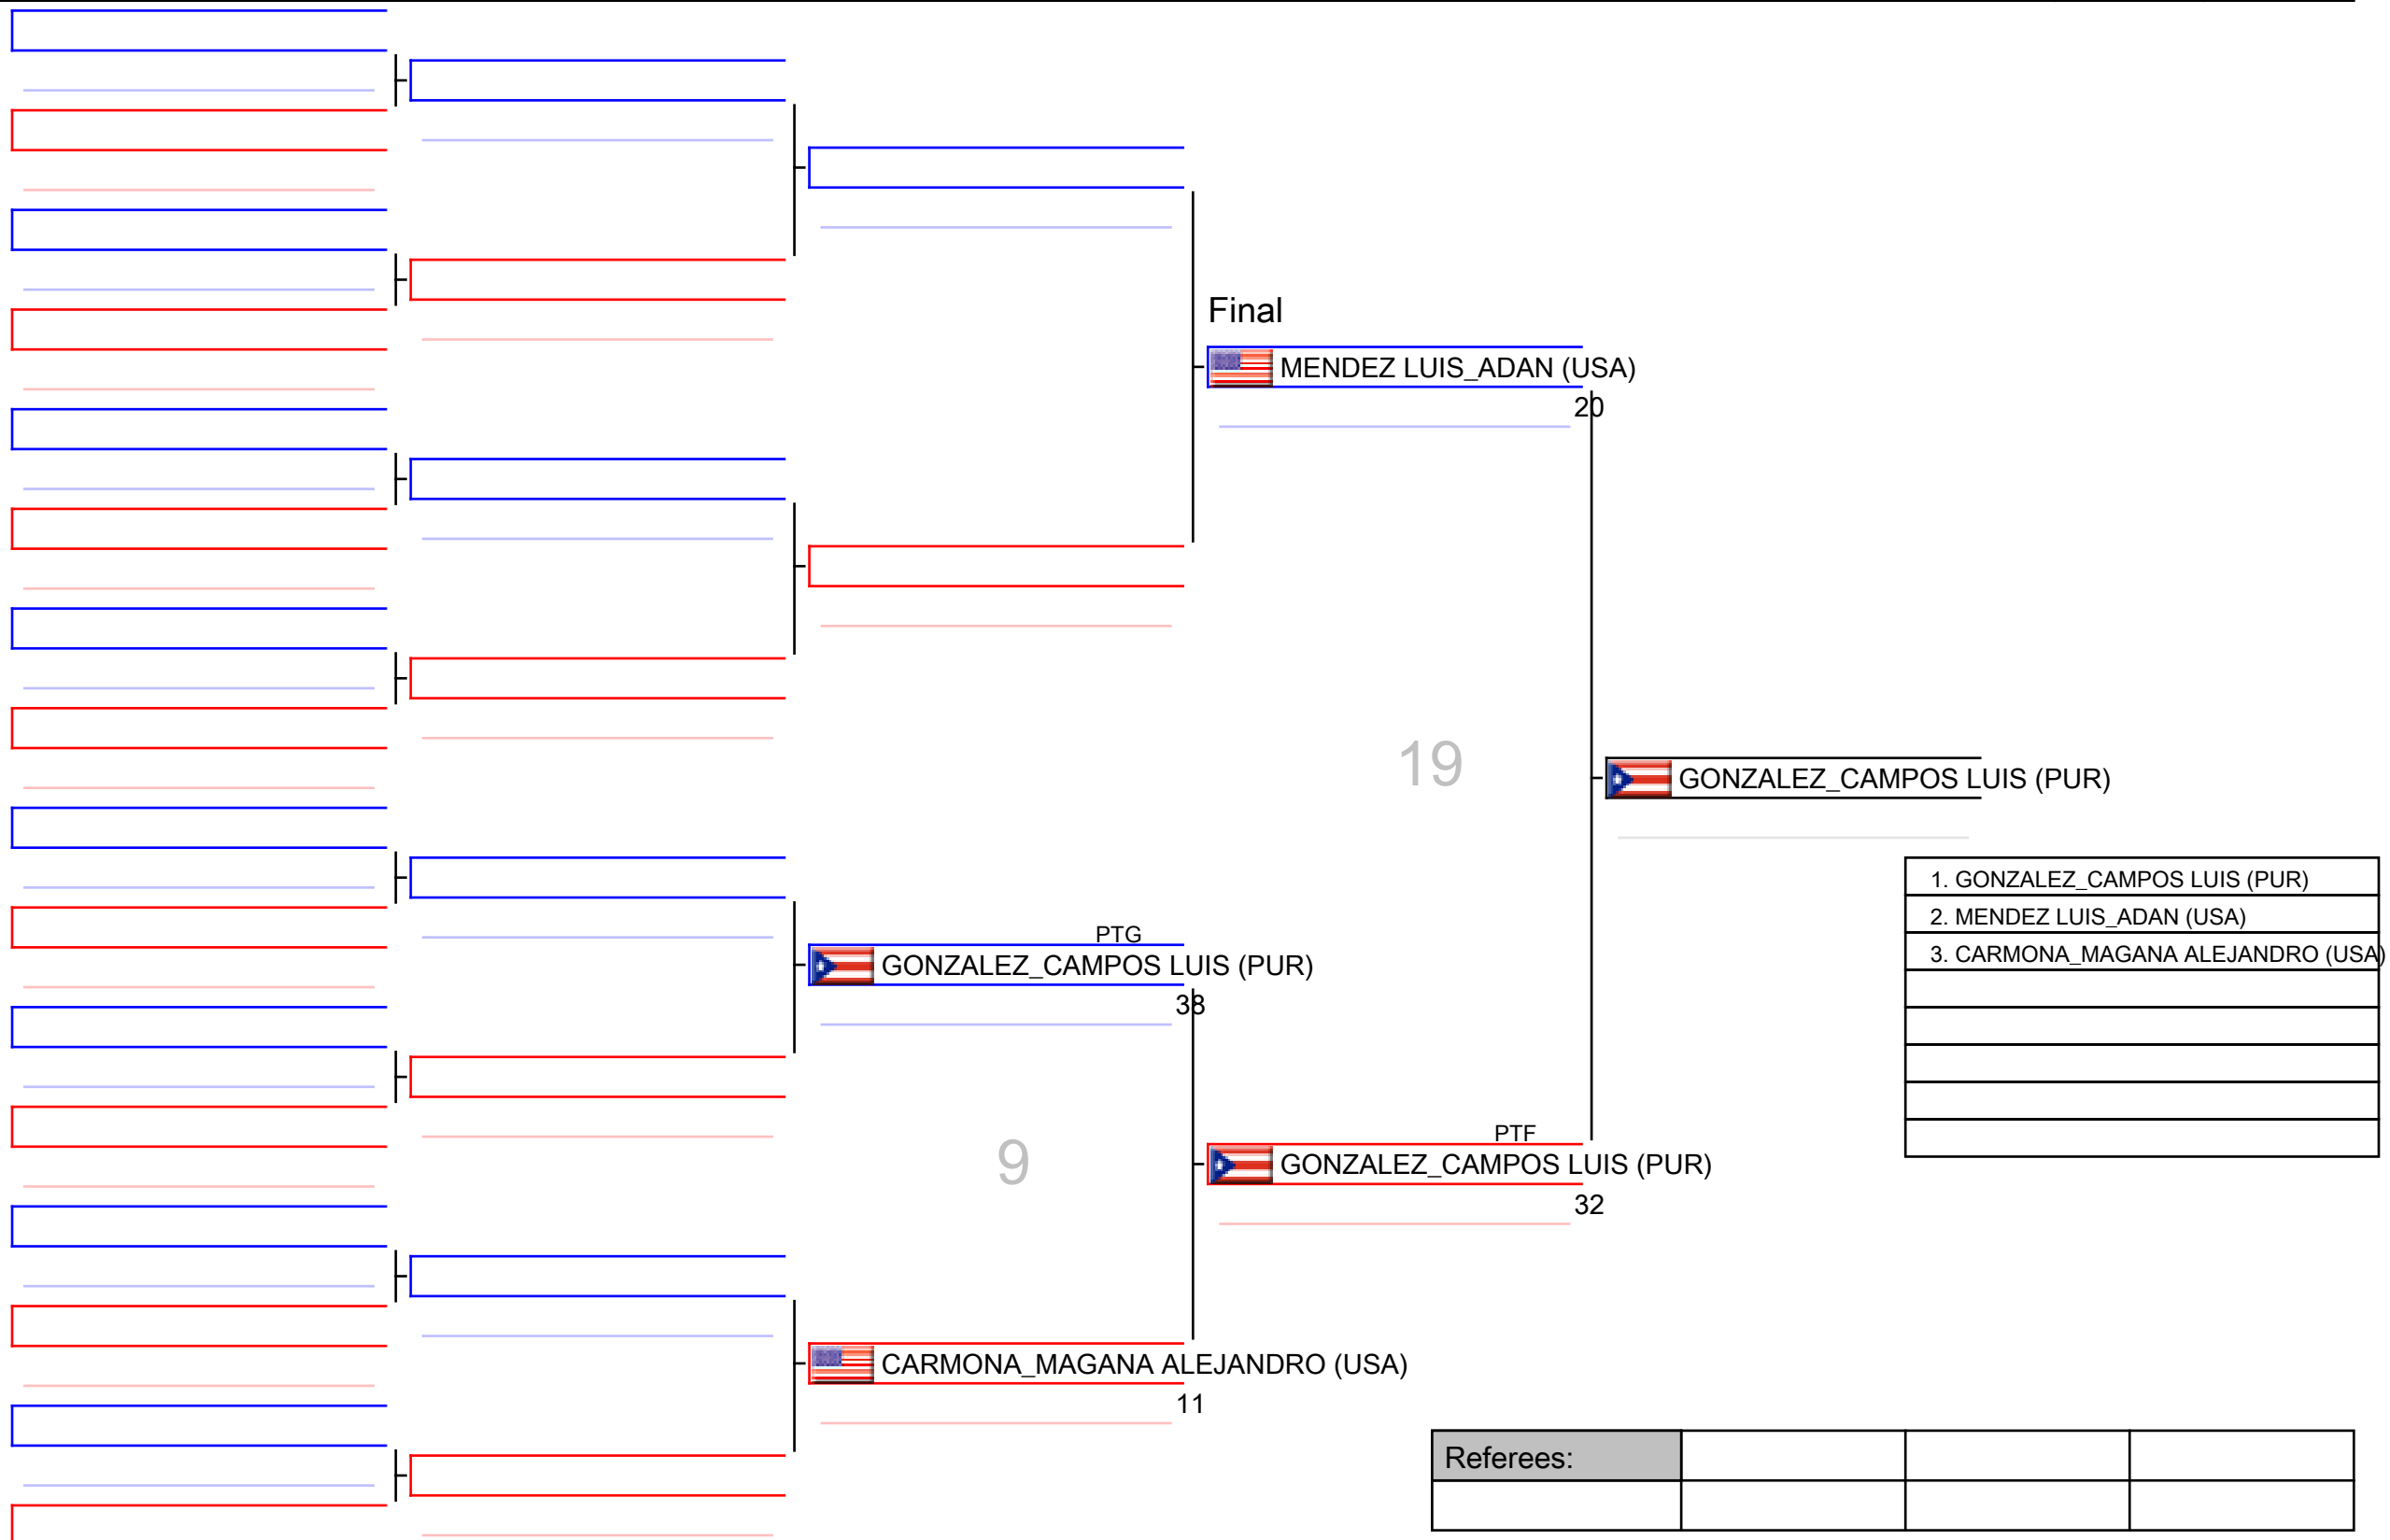 Final
MENDEZ LUIS_ADAN (USA)
20
19
GONZALEZ_CAMPOS LUIS (PUR)
1. GONZALEZ_CAMPOS LUIS (PUR)
2. MENDEZ LUIS_ADAN (USA)
3. CARMONA_MAGANA ALEJANDRO (USA)
PTG
GONZALEZ_CAMPOS LUIS (PUR)
38
9
PTF
GONZALEZ_CAMPOS LUIS (PUR)
32
CARMONA_MAGANA ALEJANDRO (USA)
11
Referees: